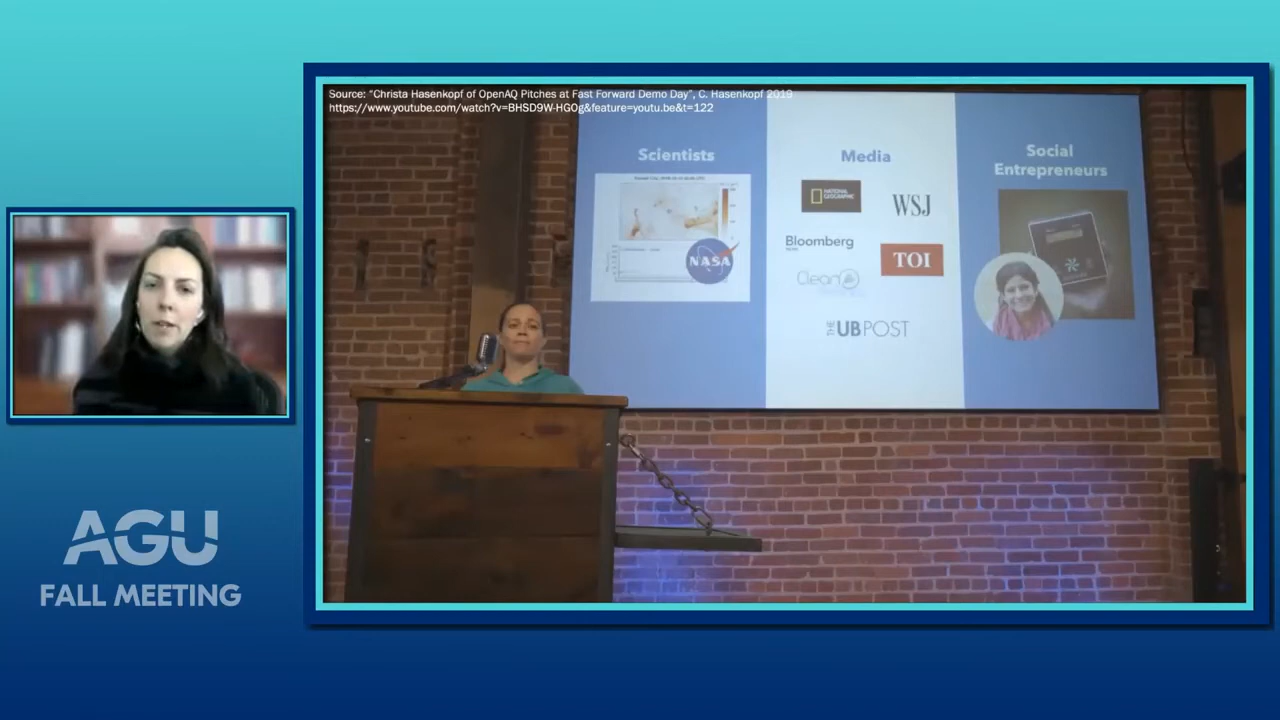 Source: "Christa Hasenkopf of OpenAQ Pitches at Fast Forward Demo Day", C. Hasenkopf 2019
https://www.youtube.com/watch?v=BHSD9W-HGOg&feature=youtu.be&t=122
Scientists
NASA
Media
NATIONAL
GEOGRAPHIC
WSJ
Bloomberg
TOI
Clean
THE UB POST
Social
Entrepreneurs
AGU
FALL MEETING